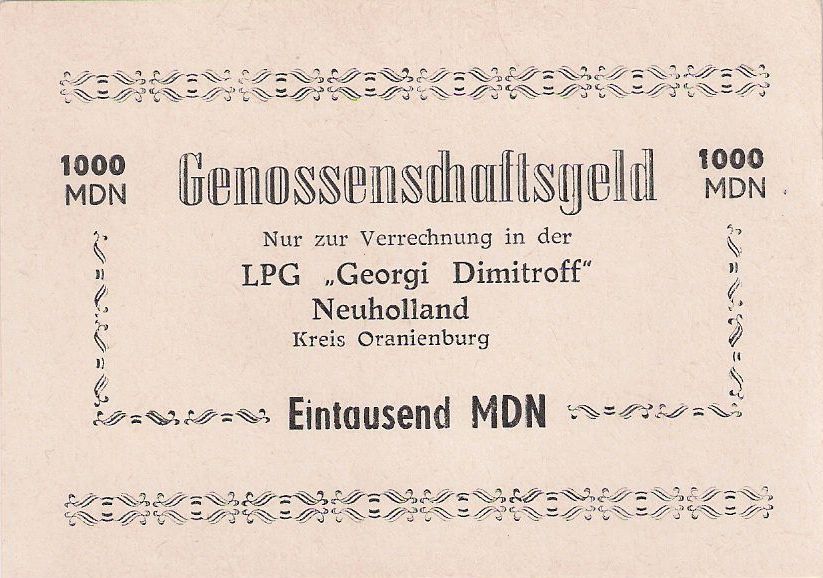 1000 MDN
Genossenschaftsgeld
1000 MDN
Nur zur Verrechnung in der
LPG „Georgi Dimitroff“
Neuholland
Kreis Oranienburg
Eintausend MDN